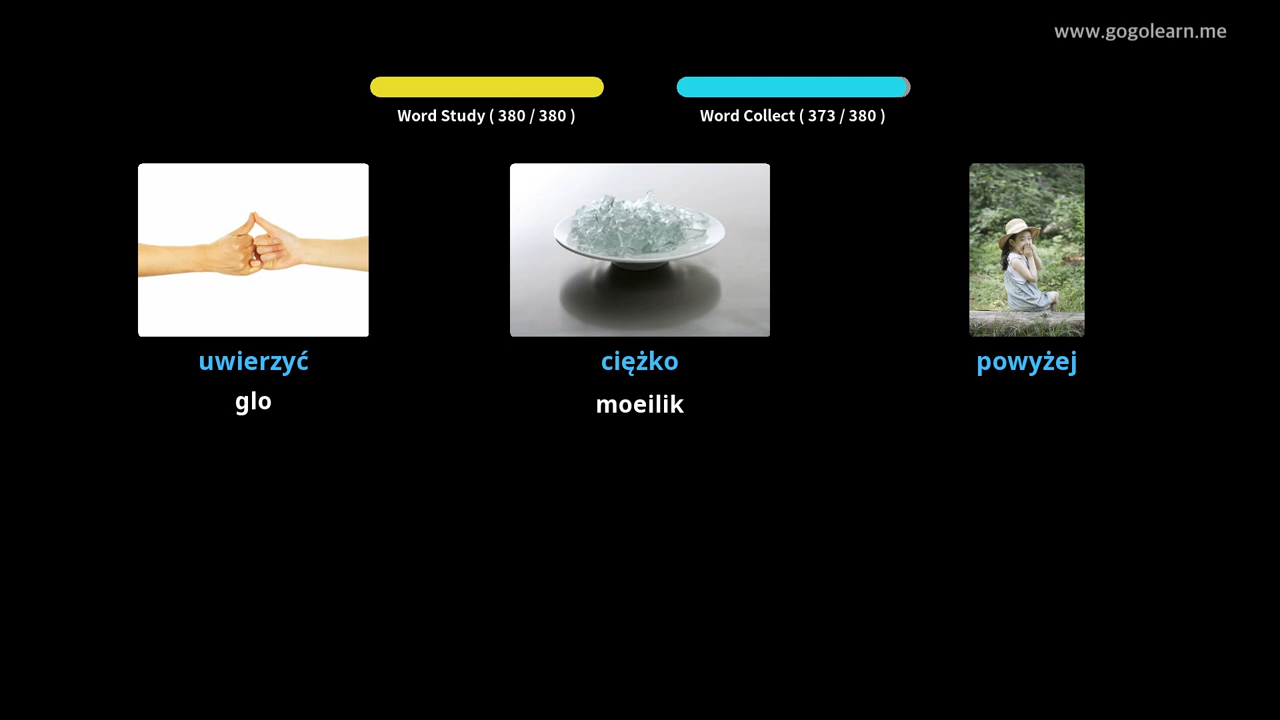 www.gogolearn.me
Word Study ( 380 / 380 )
Word Collect ( 373 / 380 )
uwierzyć
glo
ciężko
moeilik
powyżej